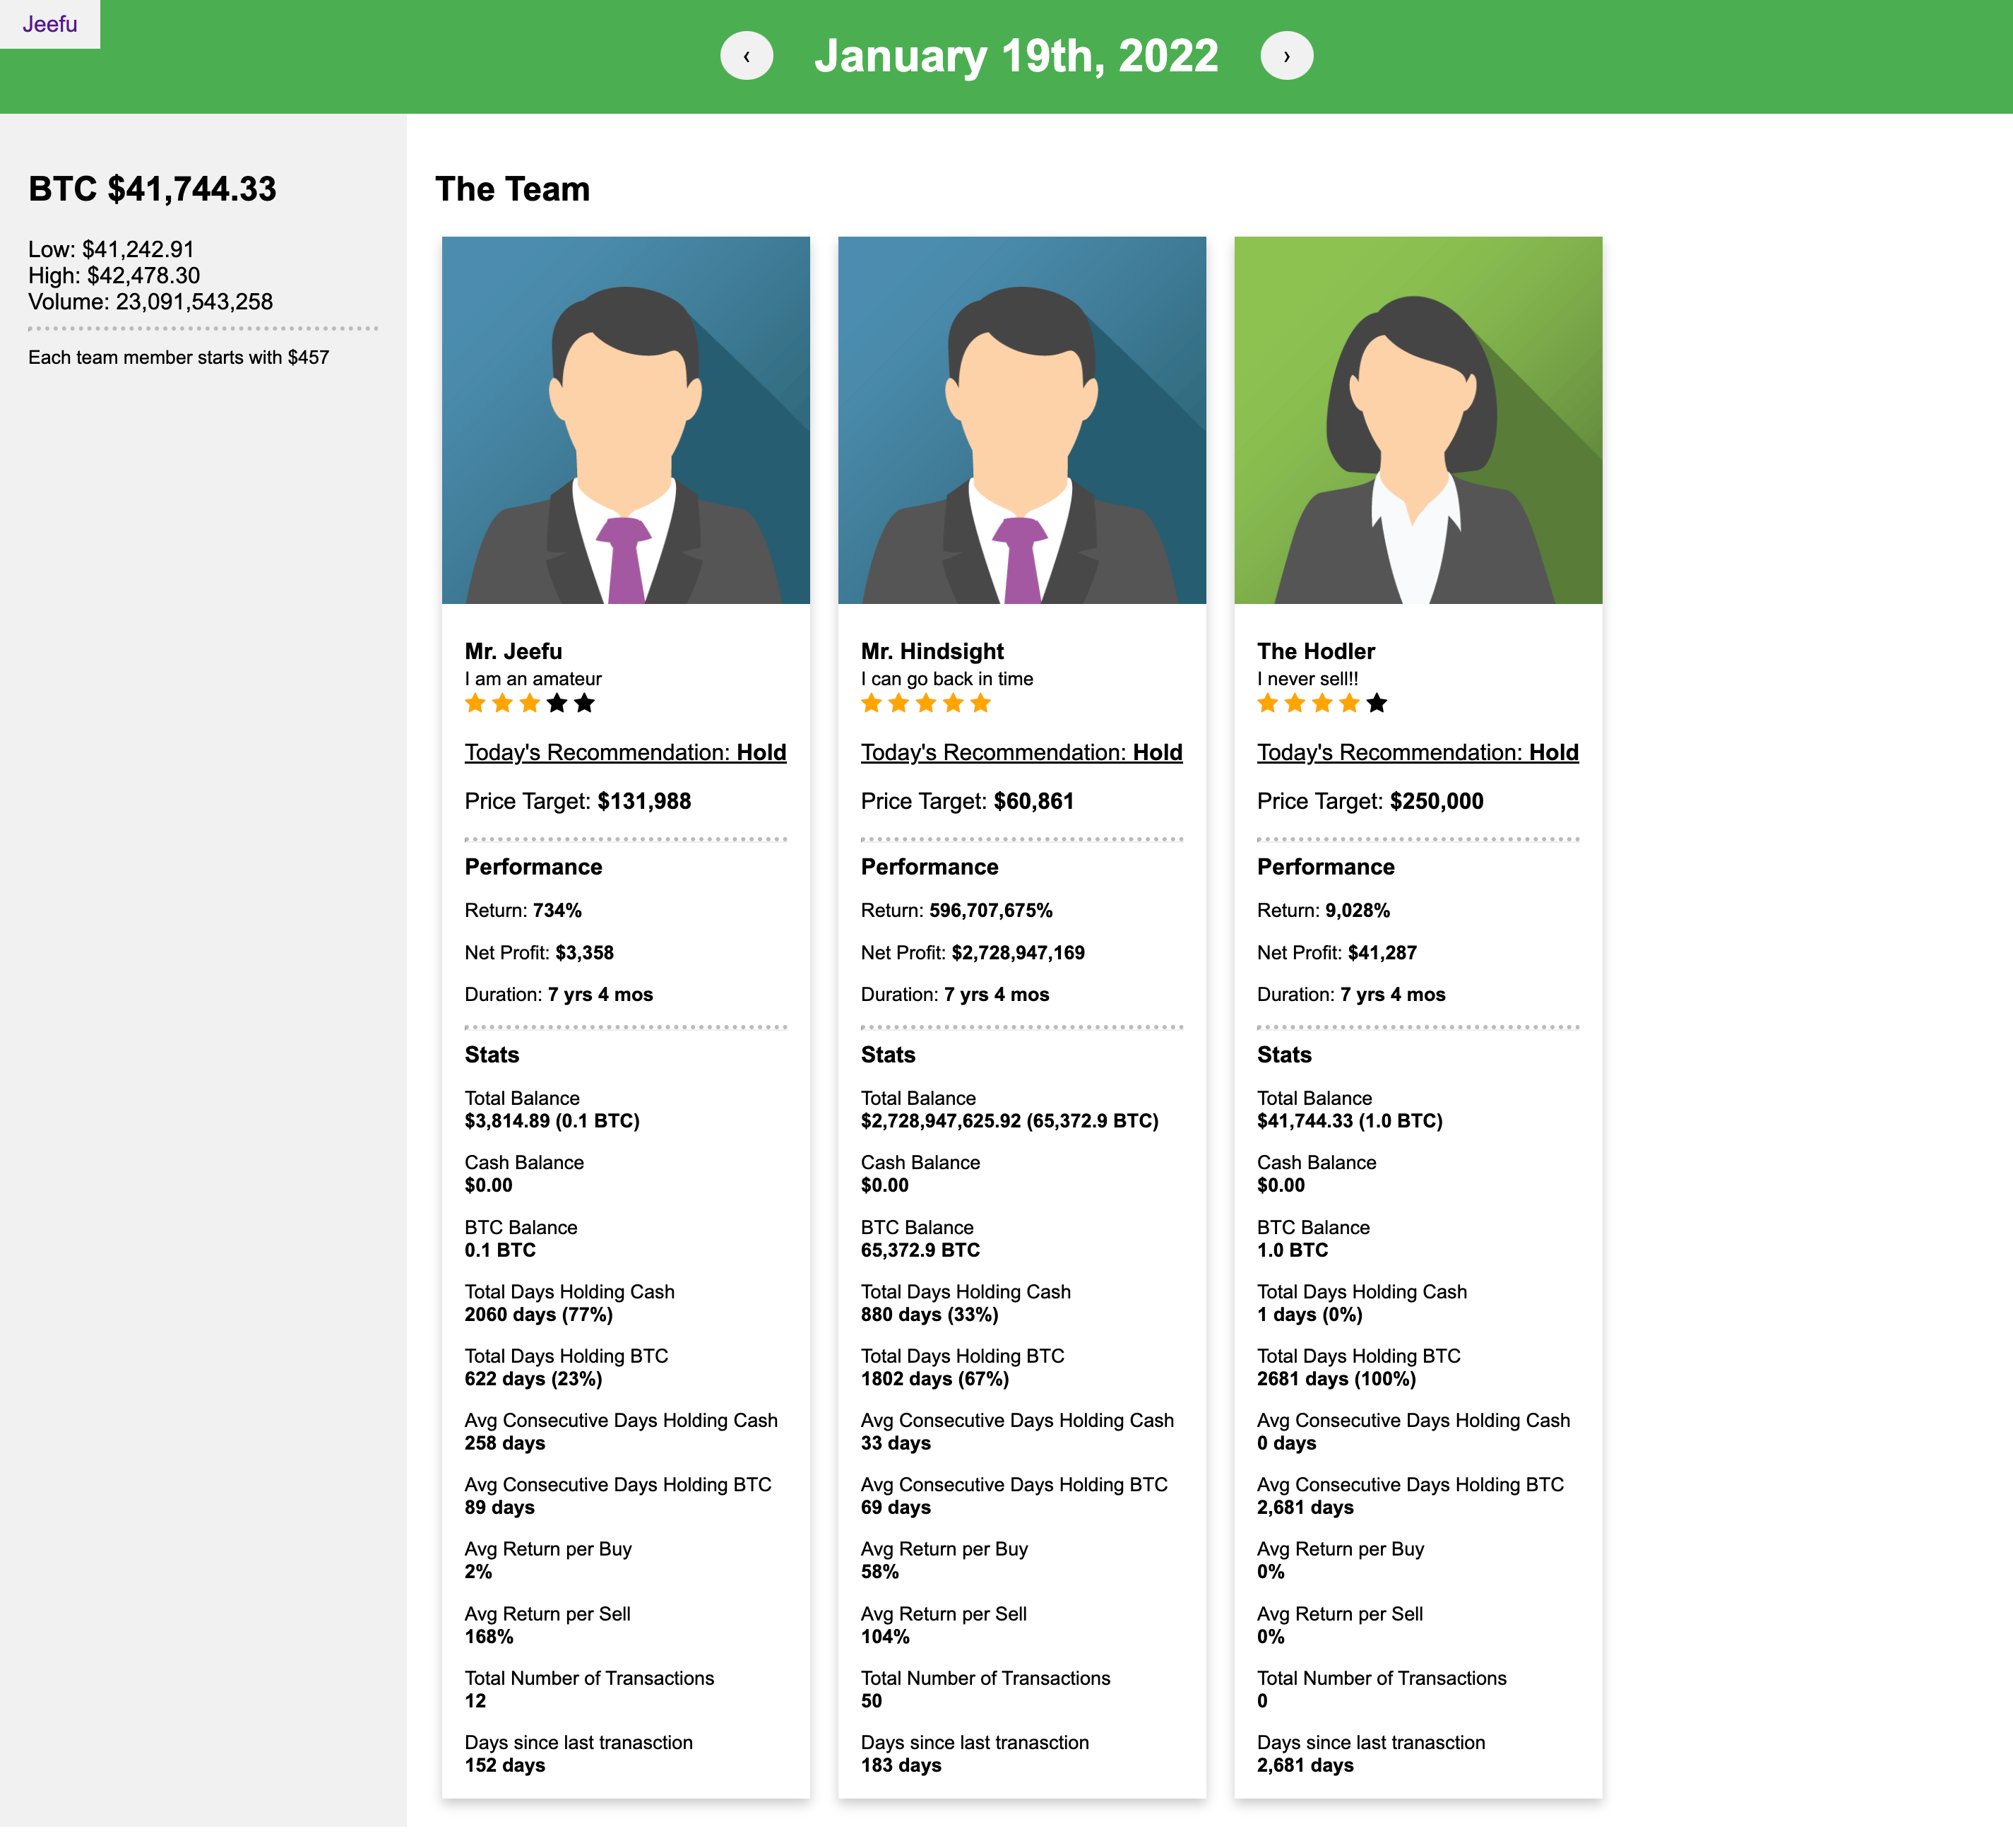 Jeefu
‹
January 19th, 2022
›
BTC $41,744.33
Low: $41,242.91
High: $42,478.30
Volume: 23,091,543,258
Each team member starts with $457
The Team
Mr. Jeefu
I am an amateur
Today's Recommendation: Hold
Price Target: $131,988
Performance
Return: 734%
Net Profit: $3,358
Duration: 7 yrs 4 mos
Stats
Total Balance
$3,814.89 (0.1 BTC)
Cash Balance
$0.00
BTC Balance
0.1 BTC
Total Days Holding Cash
2060 days (77%)
Total Days Holding BTC
622 days (23%)
Avg Consecutive Days Holding Cash
258 days
Avg Consecutive Days Holding BTC
89 days
Avg Return per Buy
2%
Avg Return per Sell
168%
Total Number of Transactions
12
Days since last tranasction
152 days
Mr. Hindsight
I can go back in time
Today's Recommendation: Hold
Price Target: $60,861
Performance
Return: 596,707,675%
Net Profit: $2,728,947,169
Duration: 7 yrs 4 mos
Stats
Total Balance
$2,728,947,625.92 (65,372.9 BTC)
Cash Balance
$0.00
BTC Balance
65,372.9 BTC
Total Days Holding Cash
880 days (33%)
Total Days Holding BTC
1802 days (67%)
Avg Consecutive Days Holding Cash
33 days
Avg Consecutive Days Holding BTC
69 days
Avg Return per Buy
58%
Avg Return per Sell
104%
Total Number of Transactions
50
Days since last tranasction
183 days
The Hodler
I never sell!!
Today's Recommendation: Hold
Price Target: $250,000
Performance
Return: 9,028%
Net Profit: $41,287
Duration: 7 yrs 4 mos
Stats
Total Balance
$41,744.33 (1.0 BTC)
Cash Balance
$0.00
BTC Balance
1.0 BTC
Total Days Holding Cash
1 days (0%)
Total Days Holding BTC
2681 days (100%)
Avg Consecutive Days Holding Cash
0 days
Avg Consecutive Days Holding BTC
2,681 days
Avg Return per Buy
0%
Avg Return per Sell
0%
Total Number of Transactions
0
Days since last tranasction
2,681 days